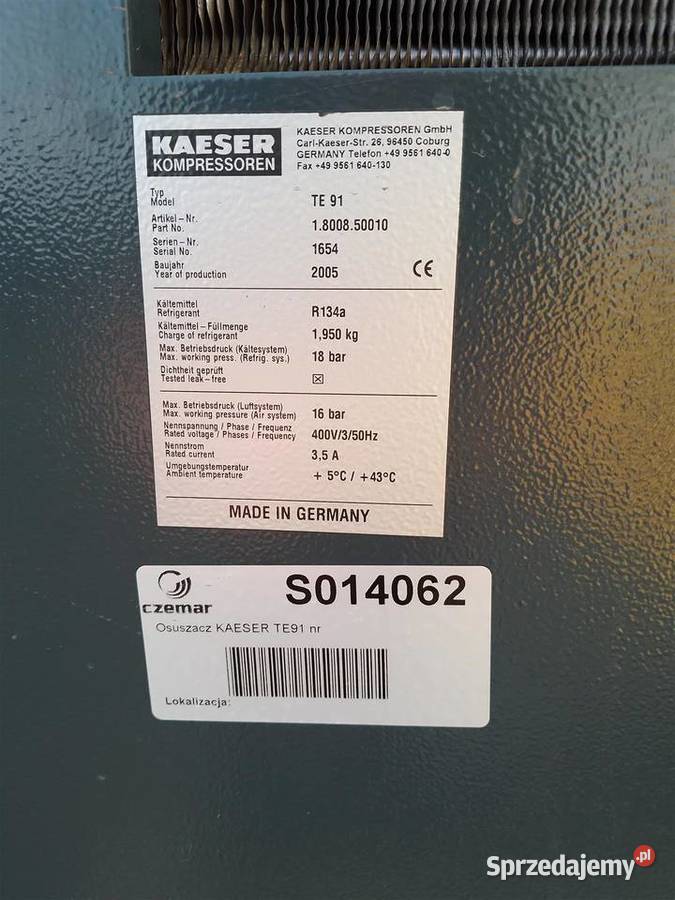 KAESER
KOMPRESSOREN
KAESER KOMPRESSOREN GmbH
Carl-Kaeser-Str. 26, 96450 Coburg
GERMANY Telefon +49 9561 640-0
Fax +49 9561 640-130
Typ
Model TE 91
Artikel-Nr.
Part No. 1.8008.50010
Serien-Nr.
Serial No. 1654
Baujahr
Year of production 2005 CE
Kältemittel
Refrigerant R134a
Kältemittel-Füllmenge
Charge of refrigerant 1,950 kg
Max. Betriebsdruck (Kältesystem)
Max. working press. (Refrig. sys.) 18 bar
Dichtheit geprüft
Tested leak-free ☒
Max. Betriebsdruck (Luftsystem)
Max. working pressure (Air system) 16 bar
Nennspannung / Phase / Frequenz
Rated voltage / Phases / Frequency 400V/3/50Hz
Nennstrom
Rated current 3,5 A
Umgebungstemperatur
Ambient temperature + 5°C / +43°C
MADE IN GERMANY
czemar
S014062
Osuszacz KAESER TE91 nr
Lokalizacja:
Sprzedajemy.pl